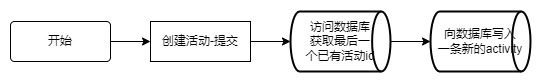 开始
创建活动-提交
访问数据库
获取最后一
个已有活动id
向数据库写入
一条新的activity